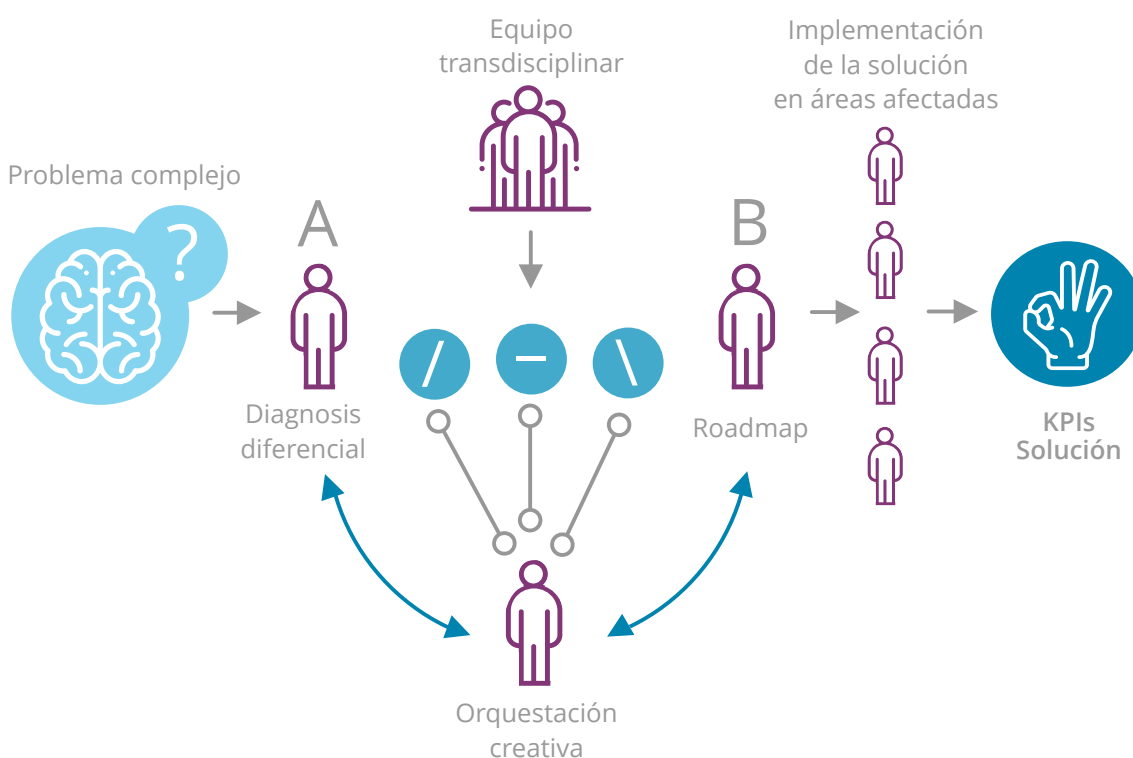 Problema complejo
?
A
Diagnosis
diferencial
Equipo
transdisciplinar
/
–
\
Orquestación
creativa
B
Roadmap
Implementación
de la solución
en áreas afectadas
KPIs
Solución